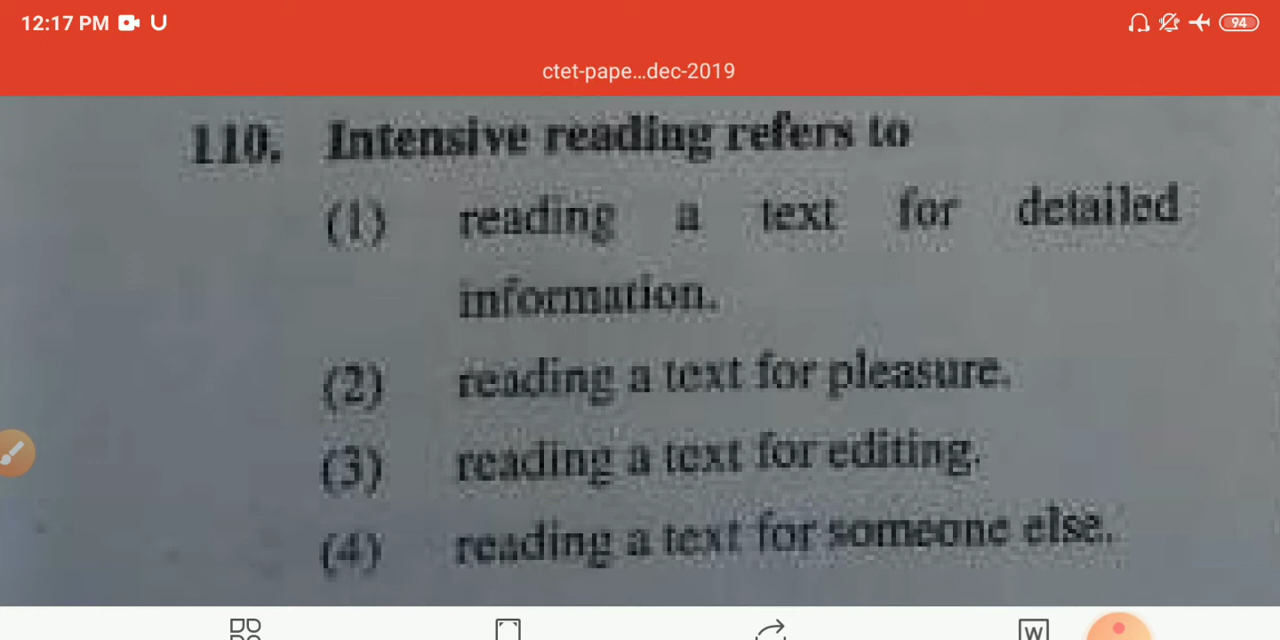 12:17 PM U 94
ctet-pape...dec-2019
110. Intensive reading refers to
(1) reading a text for detailed
information.
(2) reading a text for pleasure.
(3) reading a text for editing.
(4) reading a text for someone else.
W